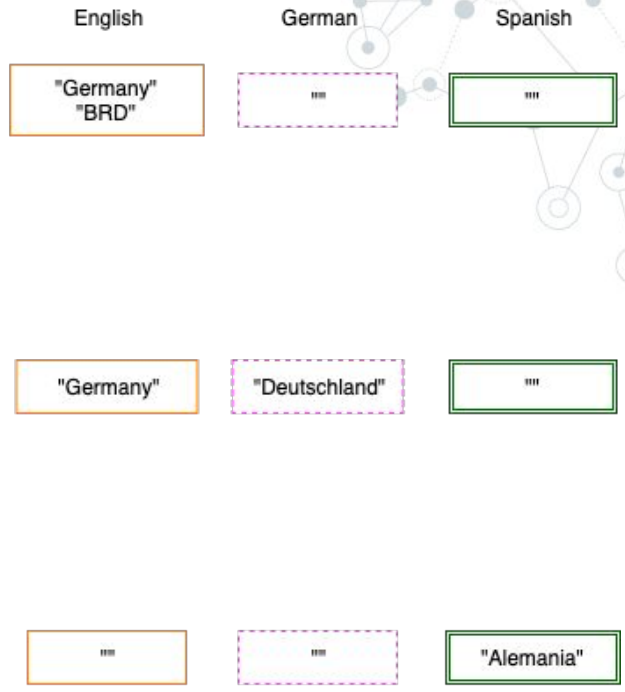 English German Spanish
"Germany"
"BRD"
"" ""
"Germany" "Deutschland" ""
"" "" "Alemania"